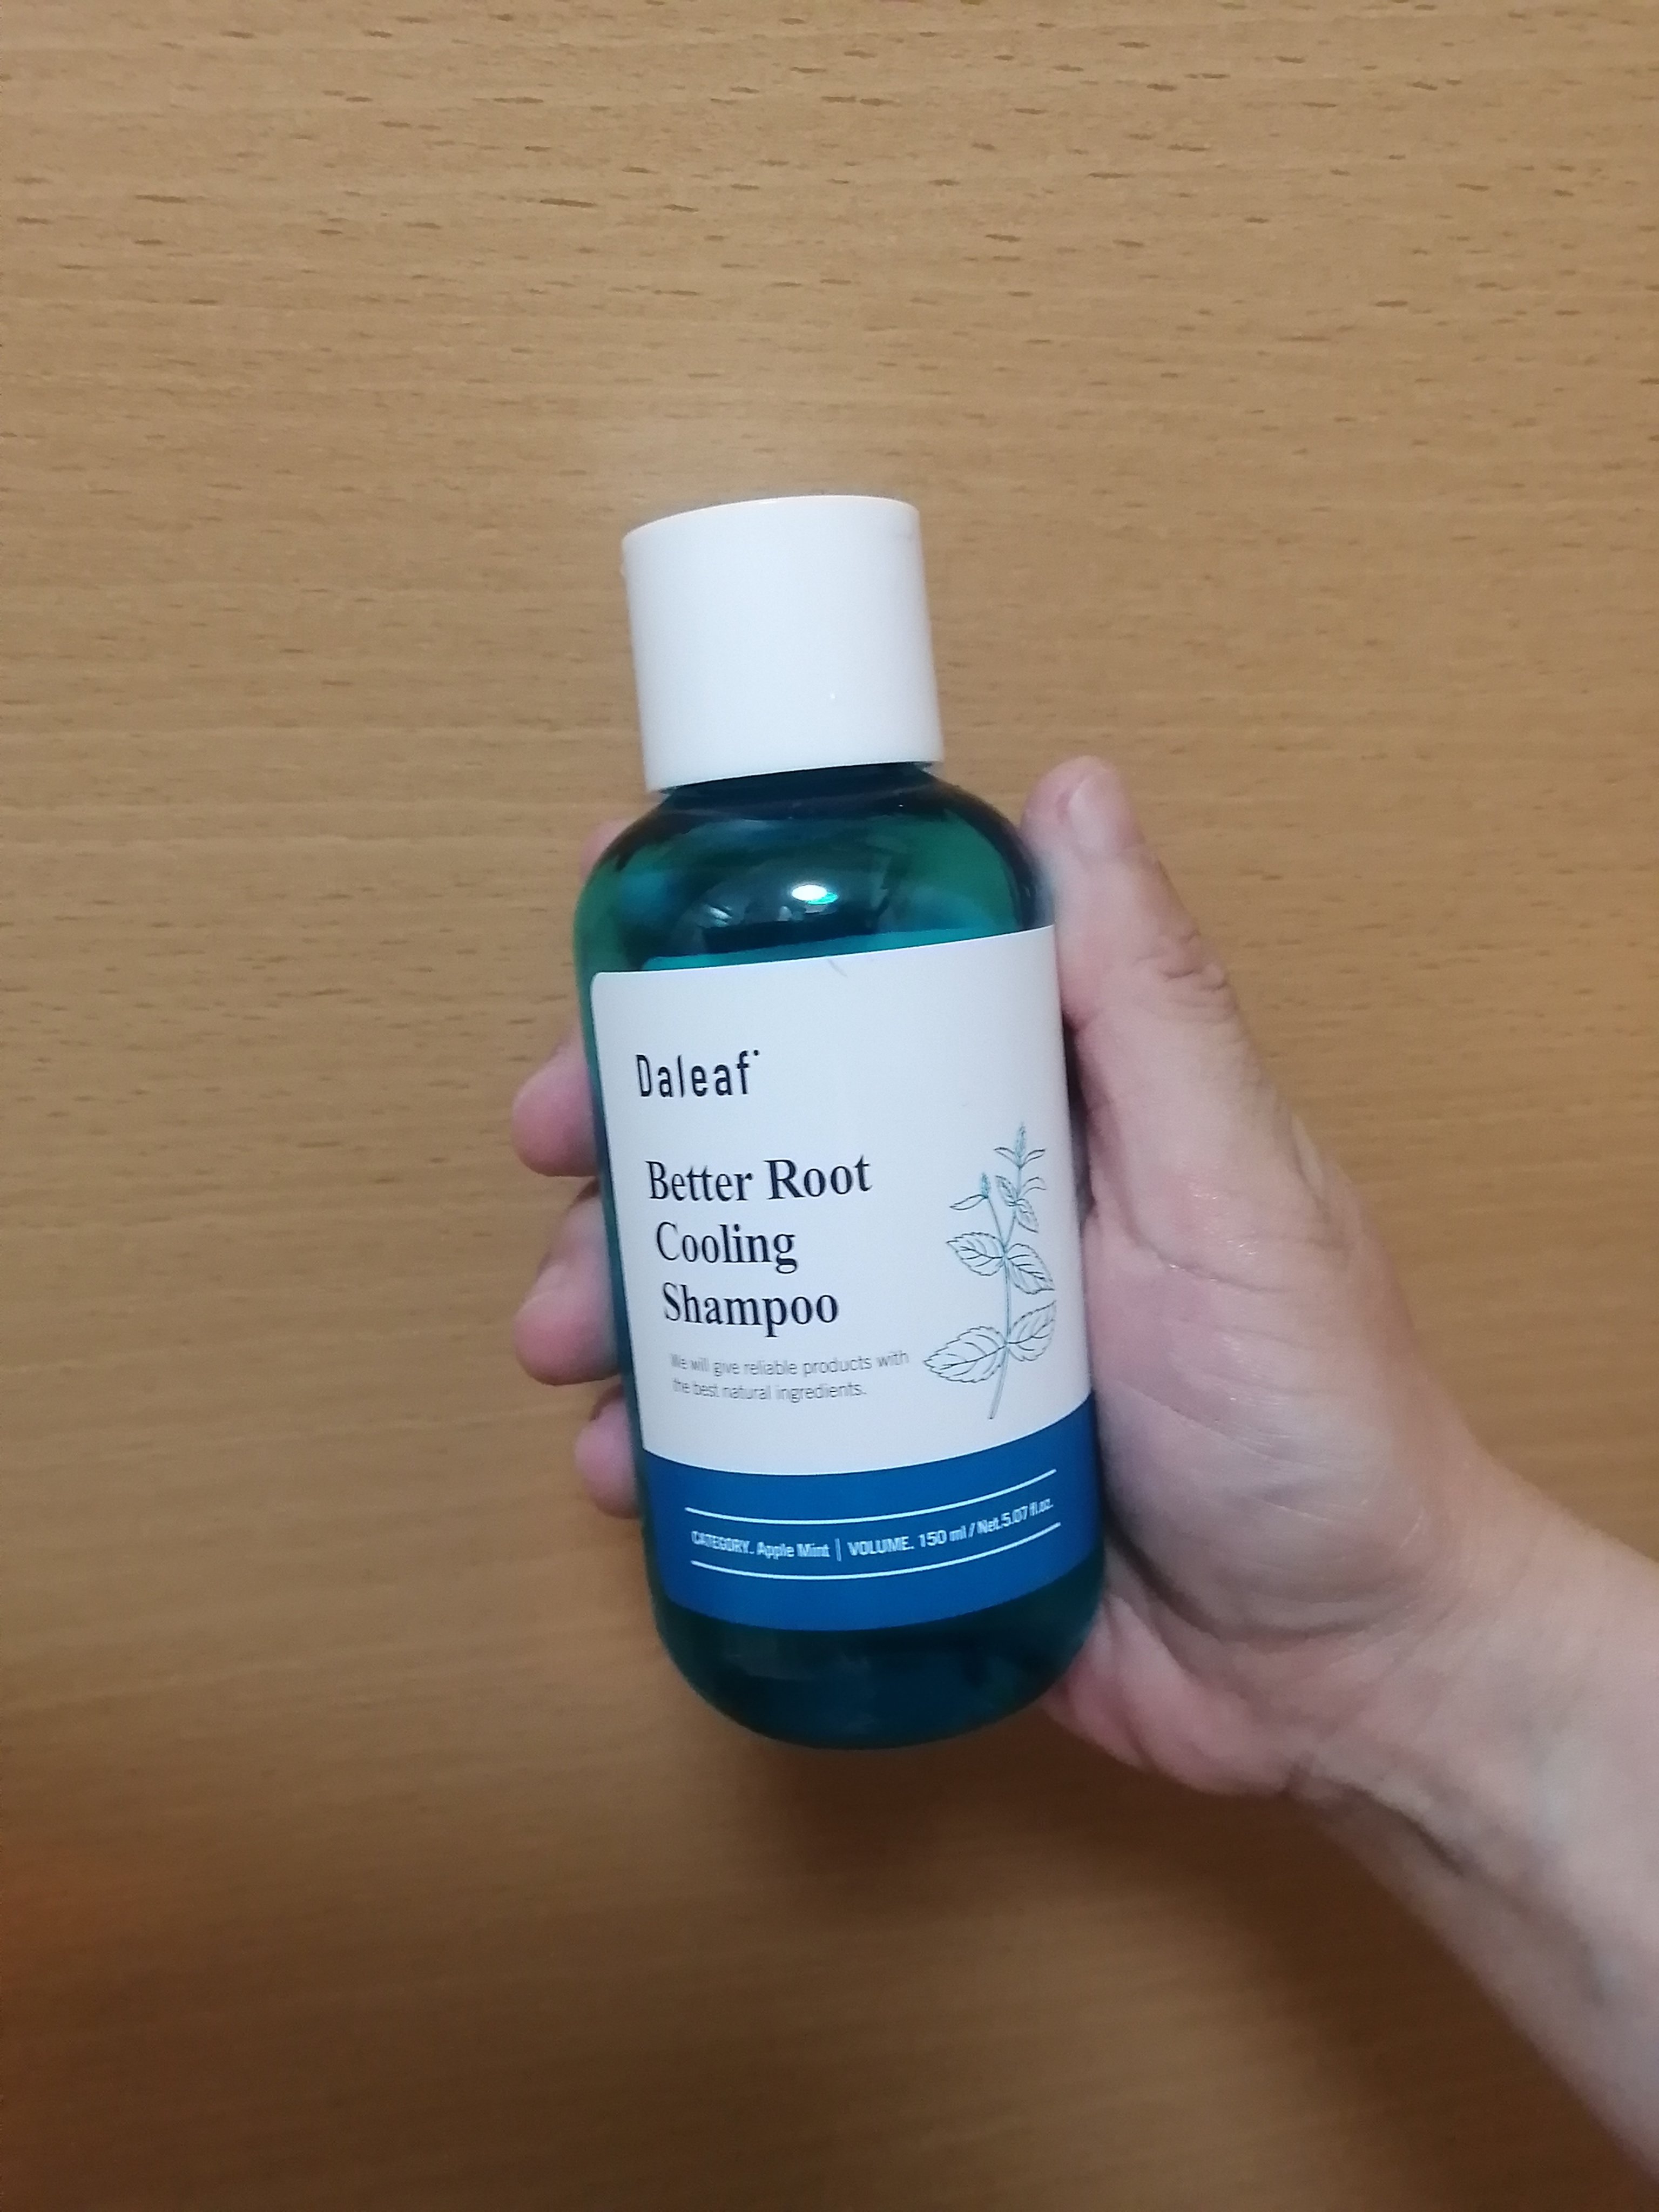 Daleaf
Better Root
Cooling
Shampoo
We will give reliable products with
the best natural ingredients.
CATEGORY. Apple Mint | VOLUME. 150 ml / Net.5.07 fl.oz.